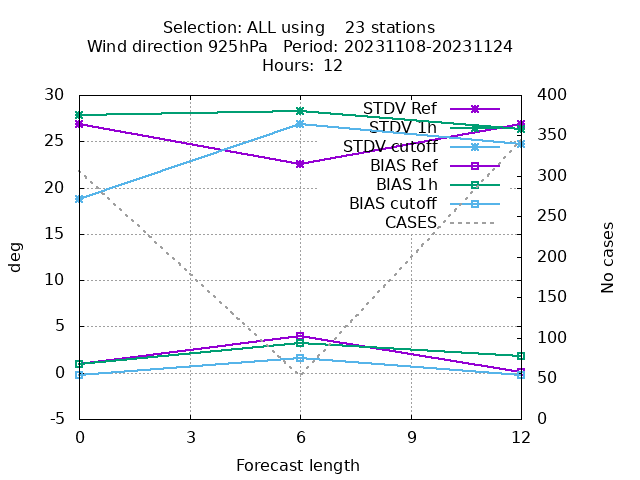 Selection: ALL using    23 stations
Wind direction 925hPa   Period: 20231108-20231124
Hours:  12
30
25
20
15
10
5
0
-5
400
350
300
250
200
150
100
50
0
STDV Ref
STDV 1h
STDV cutoff
BIAS Ref
BIAS 1h
BIAS cutoff
CASES
deg
No cases
0 3 6 9 12
Forecast length